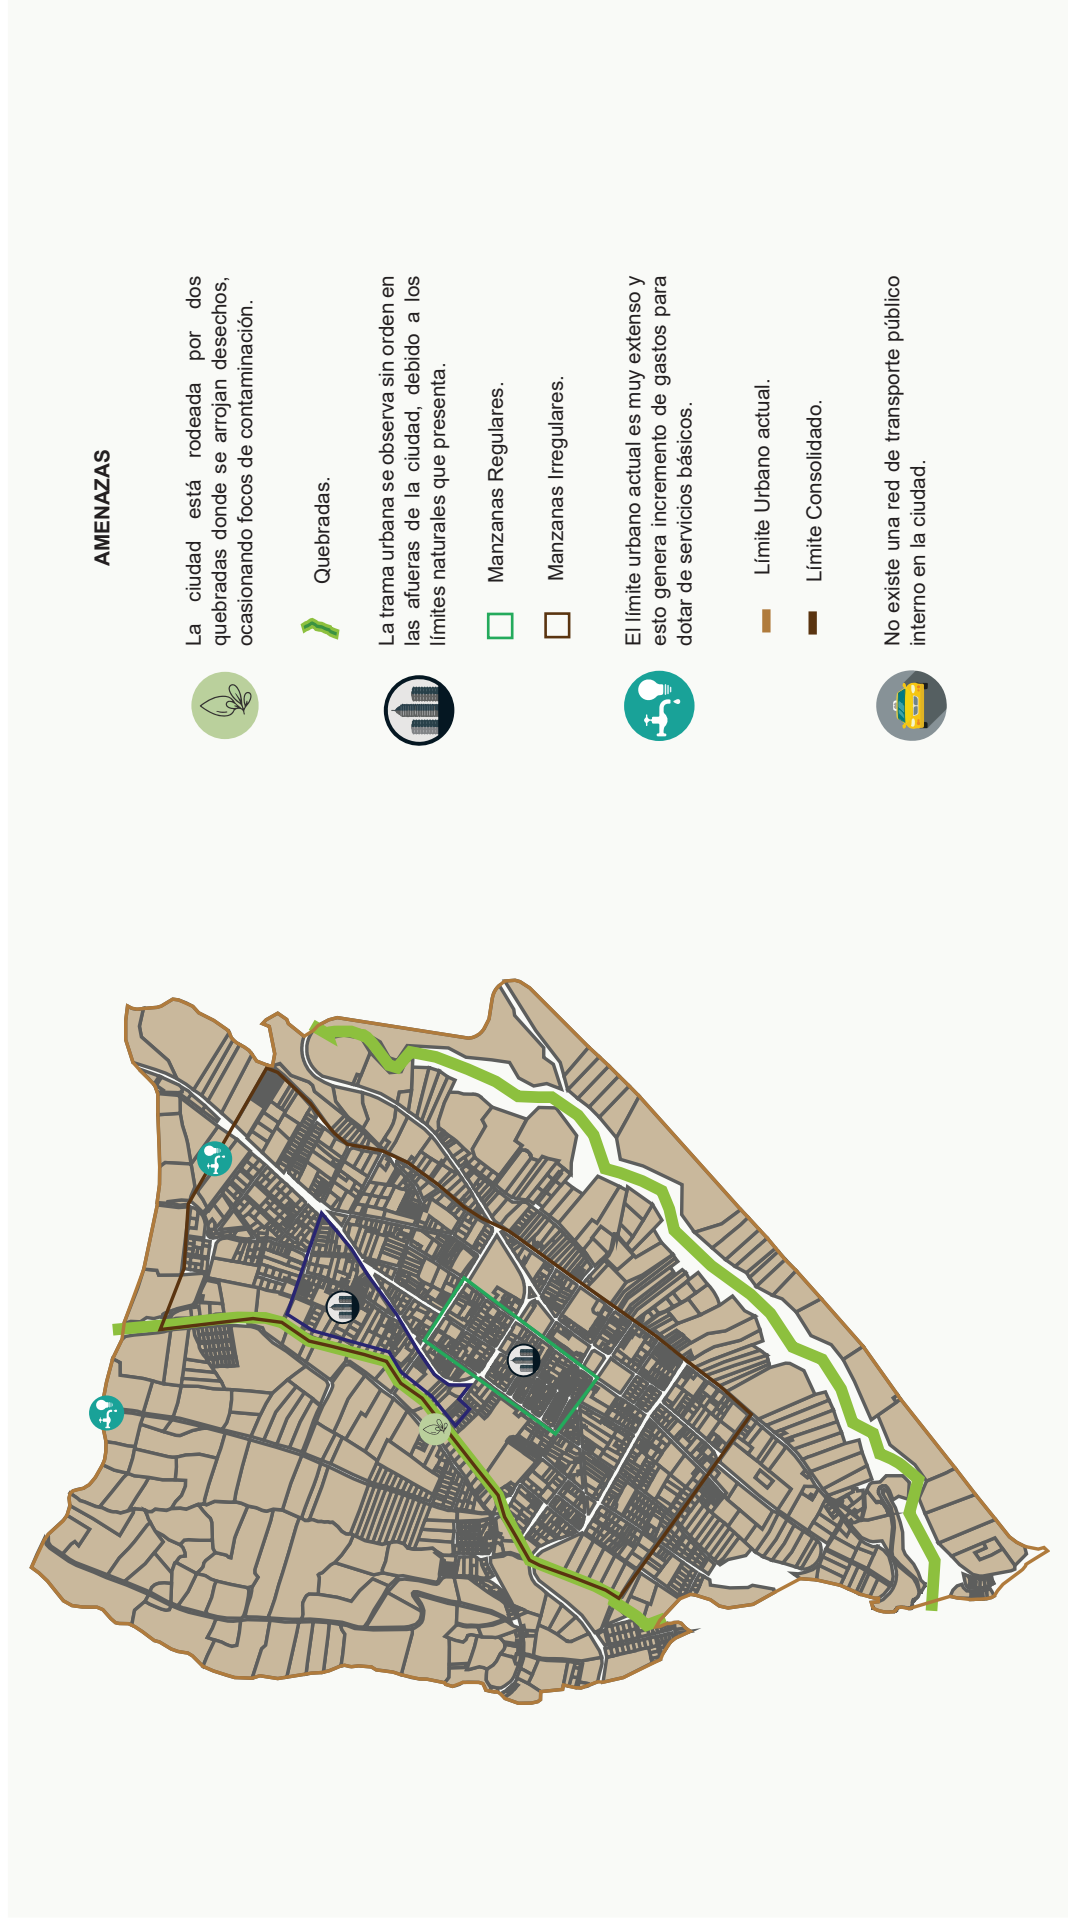 AMENAZAS
La ciudad está rodeada por dos
quebradas donde se arrojan desechos,
ocasionando focos de contaminación.
Quebradas.
La trama urbana se observa sin orden en
las afueras de la ciudad, debido a los
límites naturales que presenta.
Manzanas Regulares.
Manzanas Irregulares.
El límite urbano actual es muy extenso y
esto genera incremento de gastos para
dotar de servicios básicos.
Límite Urbano actual.
Límite Consolidado.
No existe una red de transporte público
interno en la ciudad.